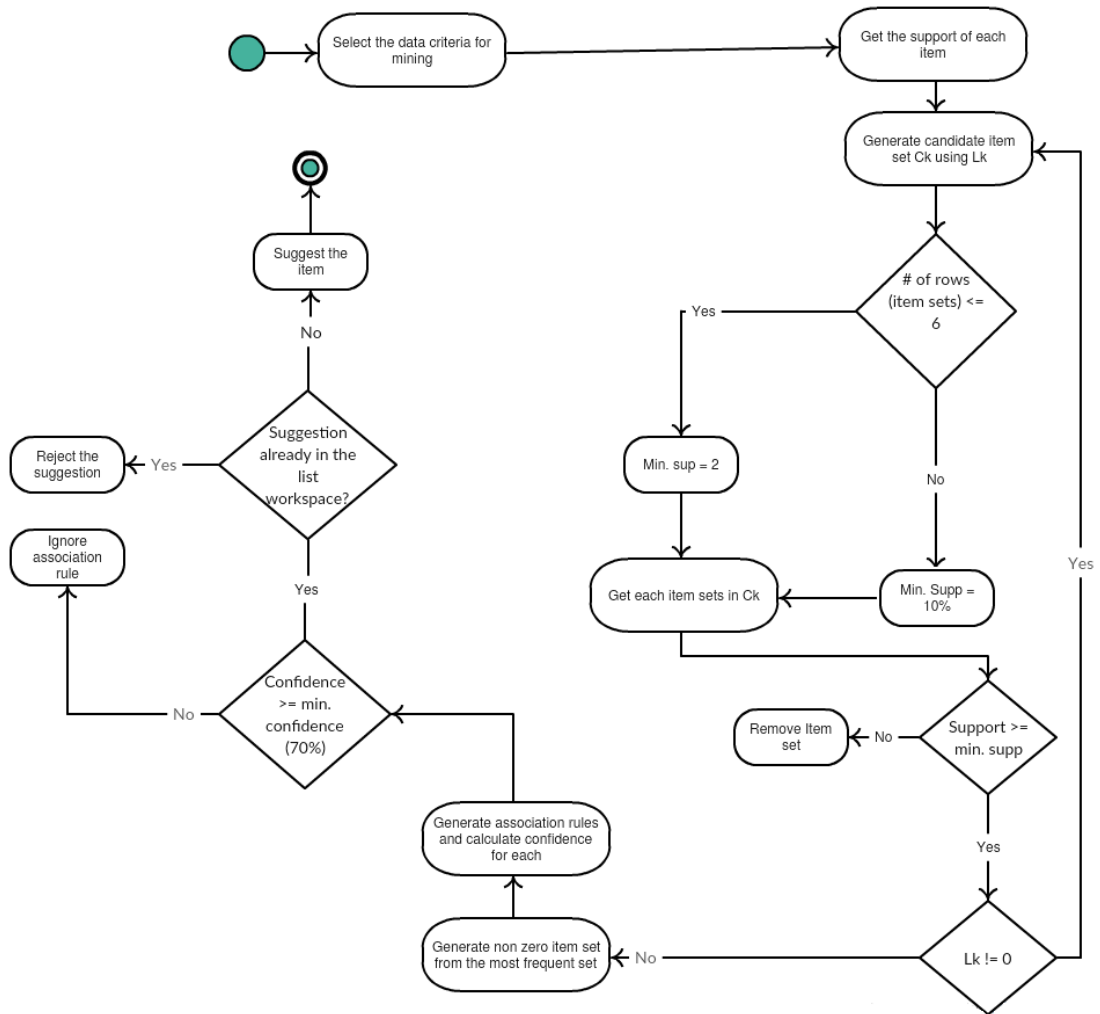 Select the data criteria for
mining
Get the support of each
item
Generate candidate item
set Ck using Lk
# of rows
(item sets) <=
6
Yes
No
Min. sup = 2
Get each item sets in Ck
Min. Supp =
10%
Support >=
min. supp
No
Remove Item
set
Yes
Lk != 0
Yes
No
Generate non zero item set
from the most frequent set
Generate association rules
and calculate confidence
for each
Confidence
>= min.
confidence
(70%)
No
Ignore
association
rule
Yes
Suggestion
already in the
list
workspace?
Yes
Reject the
suggestion
No
Suggest the
item